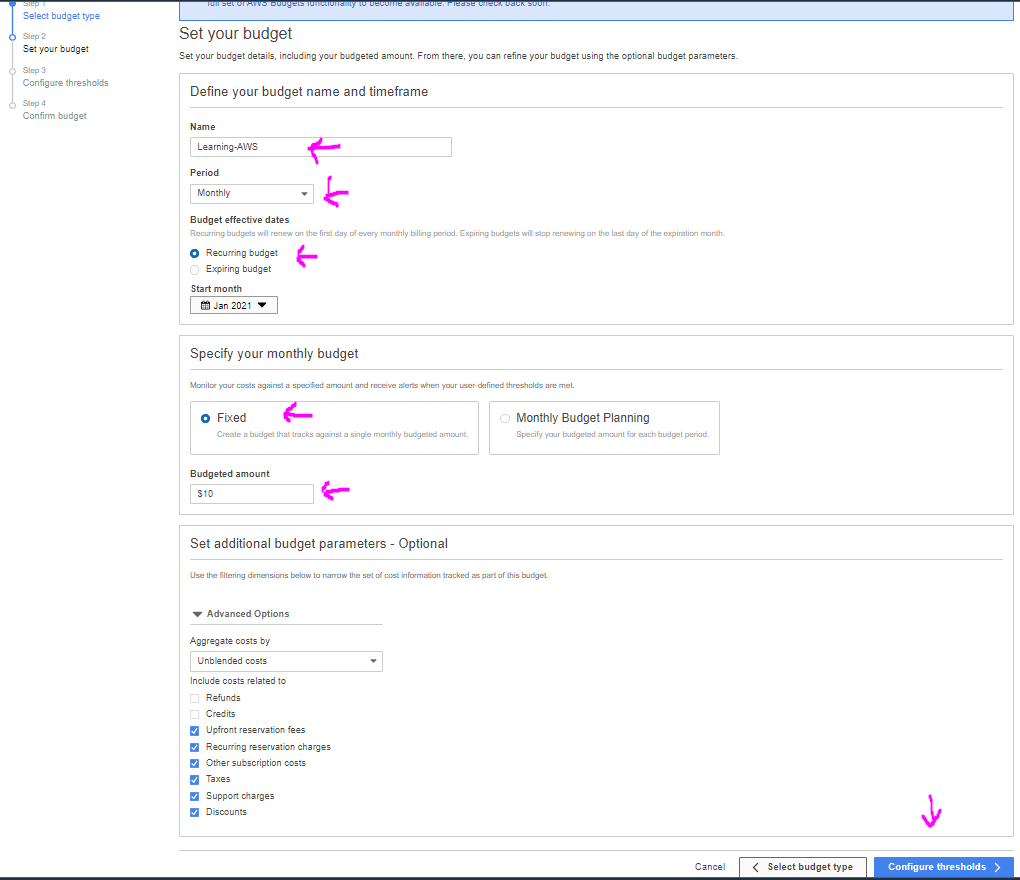 Step 1
Select budget type
Step 2
Set your budget
Step 3
Configure thresholds
Step 4
Confirm budget
full set of AWS Budgets functionality to become available. Please check back soon.
Set your budget
Set your budget details, including your budgeted amount. From there, you can refine your budget using the optional budget parameters.
Define your budget name and timeframe
Name
Learning-AWS
Period
Monthly
Budget effective dates
Recurring budgets will renew on the first day of every monthly billing period. Expiring budgets will stop renewing on the last day of the expiration month.
Recurring budget
Expiring budget
Start month
Jan 2021
Specify your monthly budget
Monitor your costs against a specified amount and receive alerts when your user-defined thresholds are met.
Fixed
Create a budget that tracks against a single monthly budgeted amount.
Monthly Budget Planning
Specify your budgeted amount for each budget period.
Budgeted amount
$10
Set additional budget parameters - Optional
Use the filtering dimensions below to narrow the set of cost information tracked as part of this budget.
Advanced Options
Aggregate costs by
Unblended costs
Include costs related to
Refunds
Credits
Upfront reservation fees
Recurring reservation charges
Other subscription costs
Taxes
Support charges
Discounts
Cancel
Select budget type
Configure thresholds